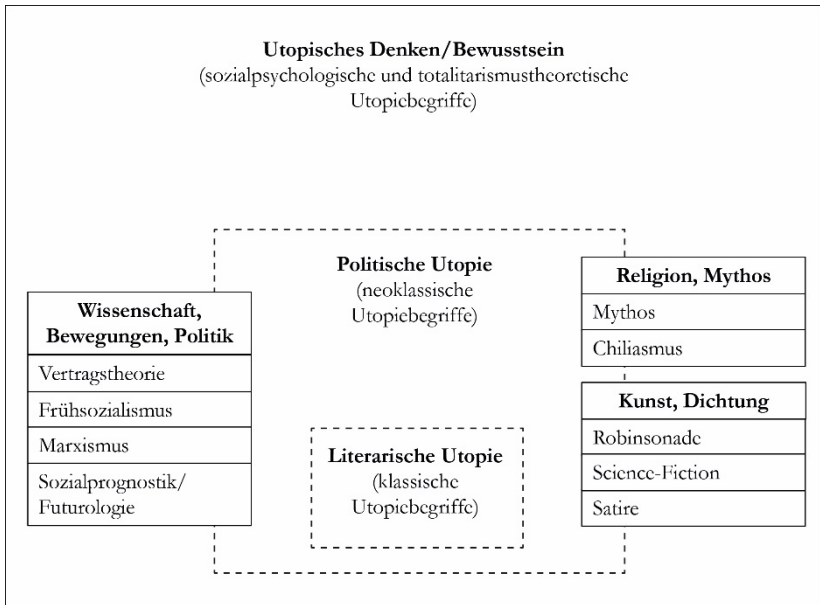 Utopisches Denken/Bewusstsein
(sozialpsychologische und totalitarismustheoretische
Utopiebegriffe)
Politische Utopie
(neoklassische
Utopiebegriffe)
Wissenschaft,
Bewegungen, Politik
Vertragstheorie
Frühsozialismus
Marxismus
Sozialprognostik/
Futurologie
Literarische Utopie
(klassische
Utopiebegriffe)
Religion, Mythos
Mythos
Chiliasmus
Kunst, Dichtung
Robinsonade
Science-Fiction
Satire